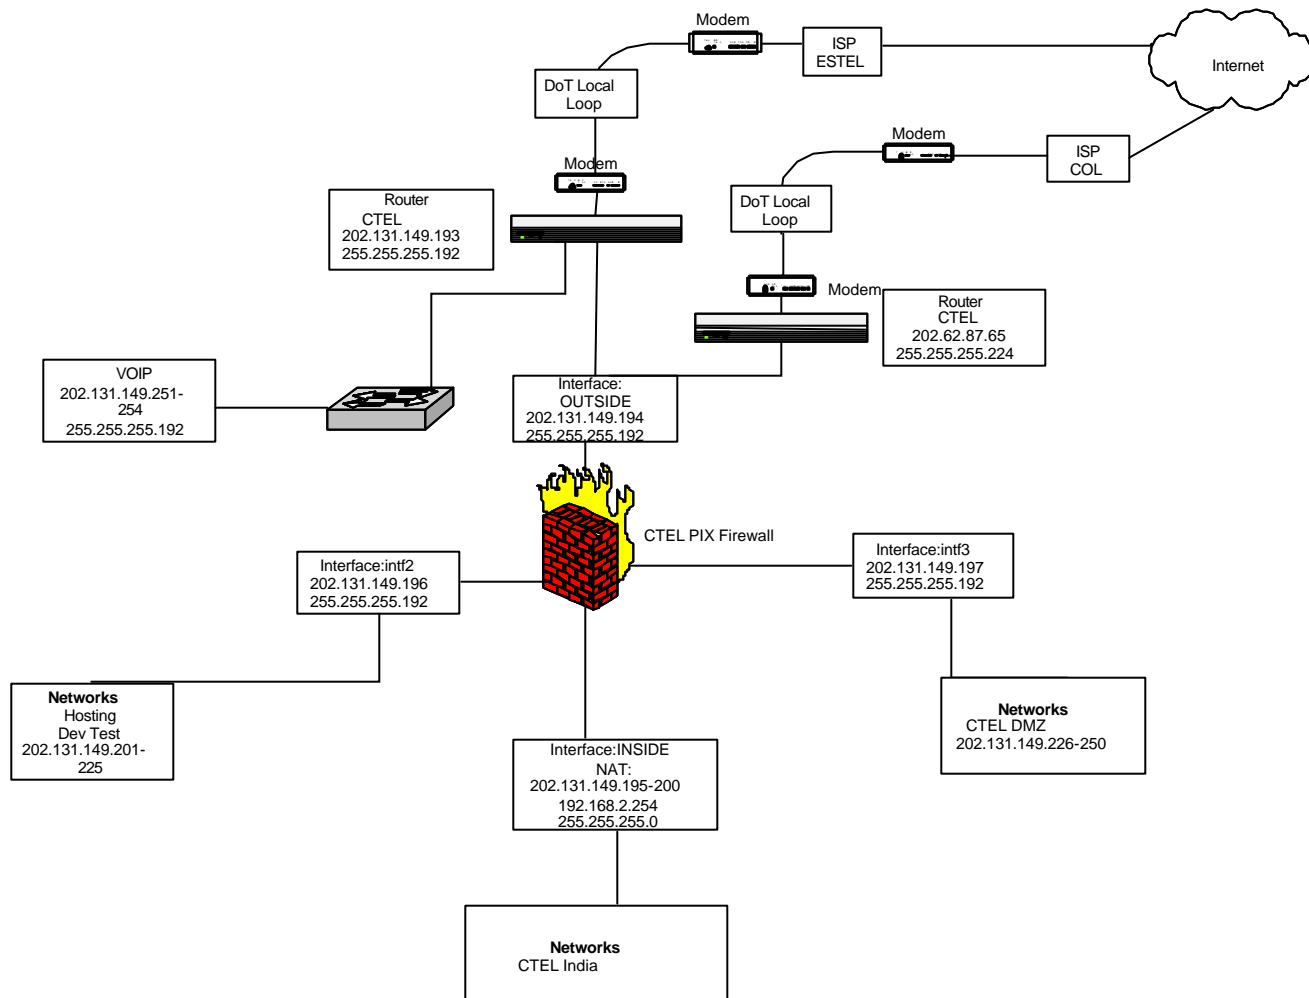 Modem
ISP
ESTEL
Internet
DoT Local
Loop
Modem
ISP
COL
Modem
DoT Local
Loop
Router
CTEL
202.131.149.193
255.255.255.192
Modem
Router
CTEL
202.62.87.65
255.255.255.224
VOIP
202.131.149.251-
254
255.255.255.192
Interface:
OUTSIDE
202.131.149.194
255.255.255.192
CTEL PIX Firewall
Interface:intf2
202.131.149.196
255.255.255.192
Interface:intf3
202.131.149.197
255.255.255.192
Networks
Hosting
Dev Test
202.131.149.201-
225
Networks
CTEL DMZ
202.131.149.226-250
Interface:INSIDE
NAT:
202.131.149.195-200
192.168.2.254
255.255.255.0
Networks
CTEL India